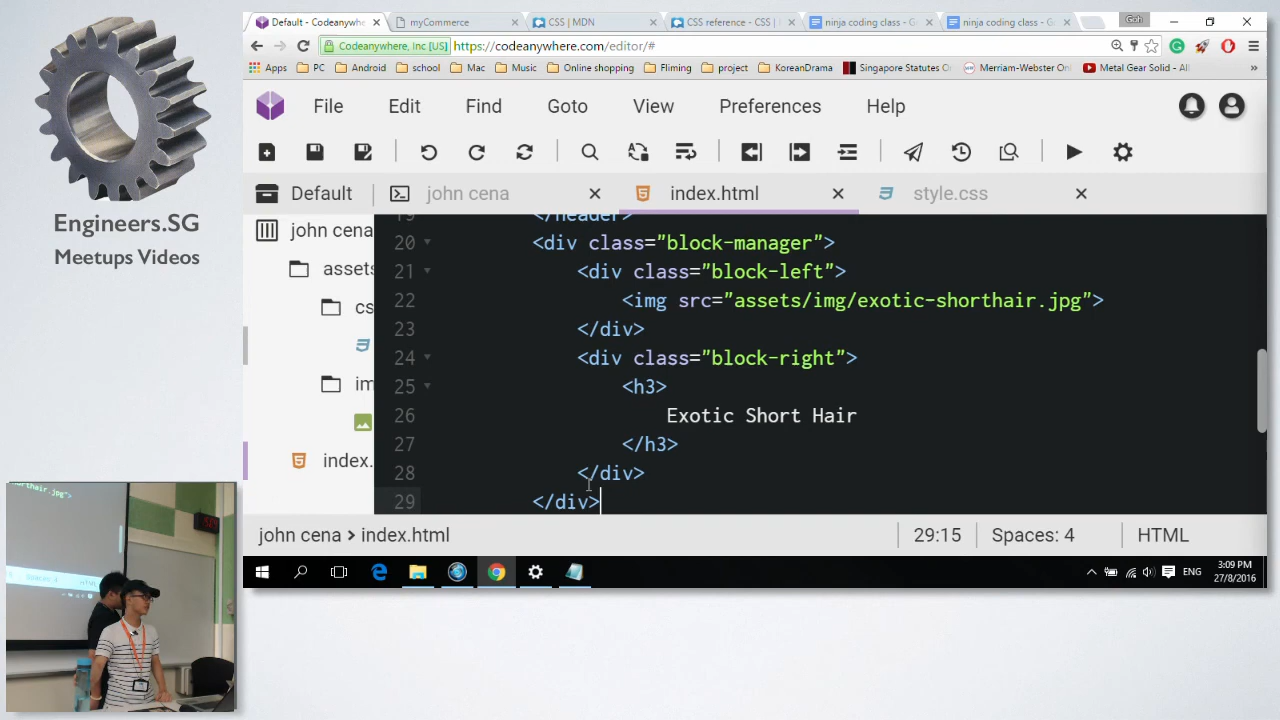 Engineers.SG
Meetups Videos
Default - Codeanywhe
myCommerce
CSS | MDN
CSS reference - CSS |
ninja coding class - G
ninja coding class - G
Goh
Codeanywhere, Inc [US]
https://codeanywhere.com/editor/#
Apps
PC
Android
school
Mac
Music
Online shopping
Fliming
project
KoreanDrama
Singapore Statutes O
Merriam-Webster Onl
Metal Gear Solid - Al
»
File
Edit
Find
Goto
View
Preferences
Help
Default
john cena
index.html
style.css
john cena
assets
cs
im
index.
19 </header>
20 <div class="block-manager">
21 <div class="block-left">
22 <img src="assets/img/exotic-shorthair.jpg">
23 </div>
24 <div class="block-right">
25 <h3>
26 Exotic Short Hair
27 </h3>
28 </div>
29 </div>
john cena > index.html
29:15
Spaces: 4
HTML
ENG
3:09 PM
27/8/2016